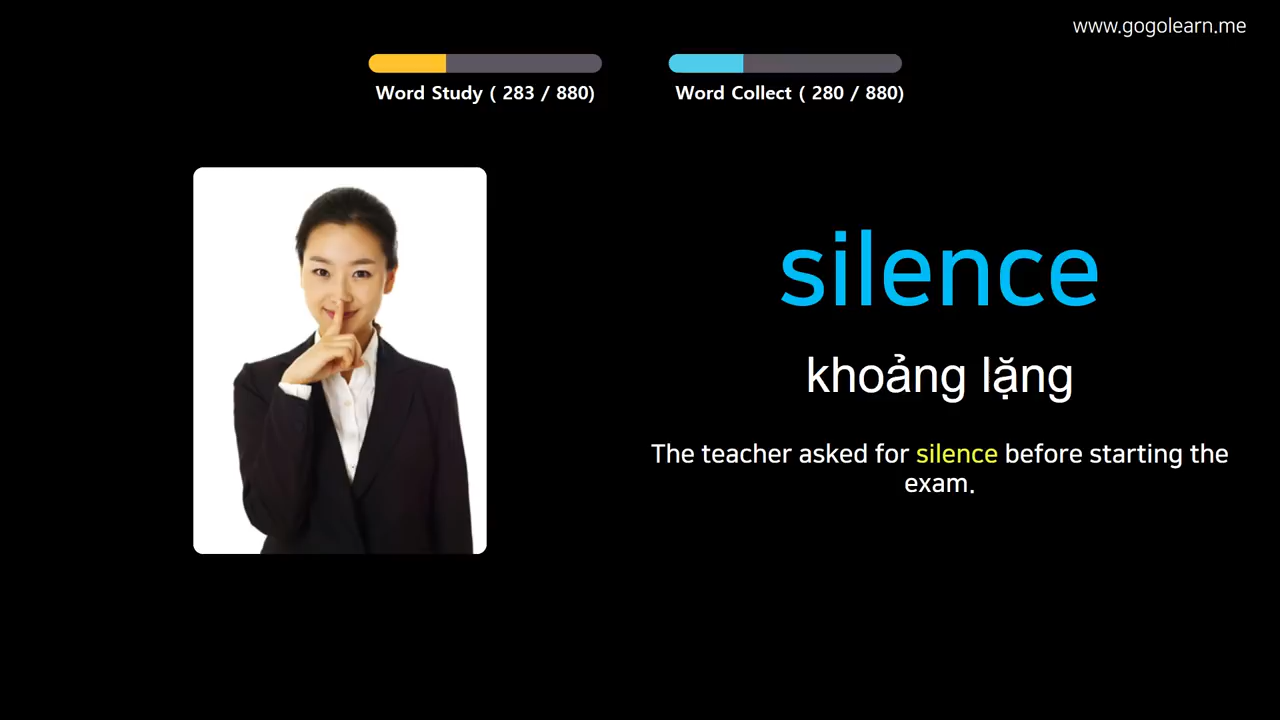 www.gogolearn.me
Word Study ( 283 / 880)
Word Collect ( 280 / 880)
silence
khoảng lặng
The teacher asked for silence before starting the
exam.